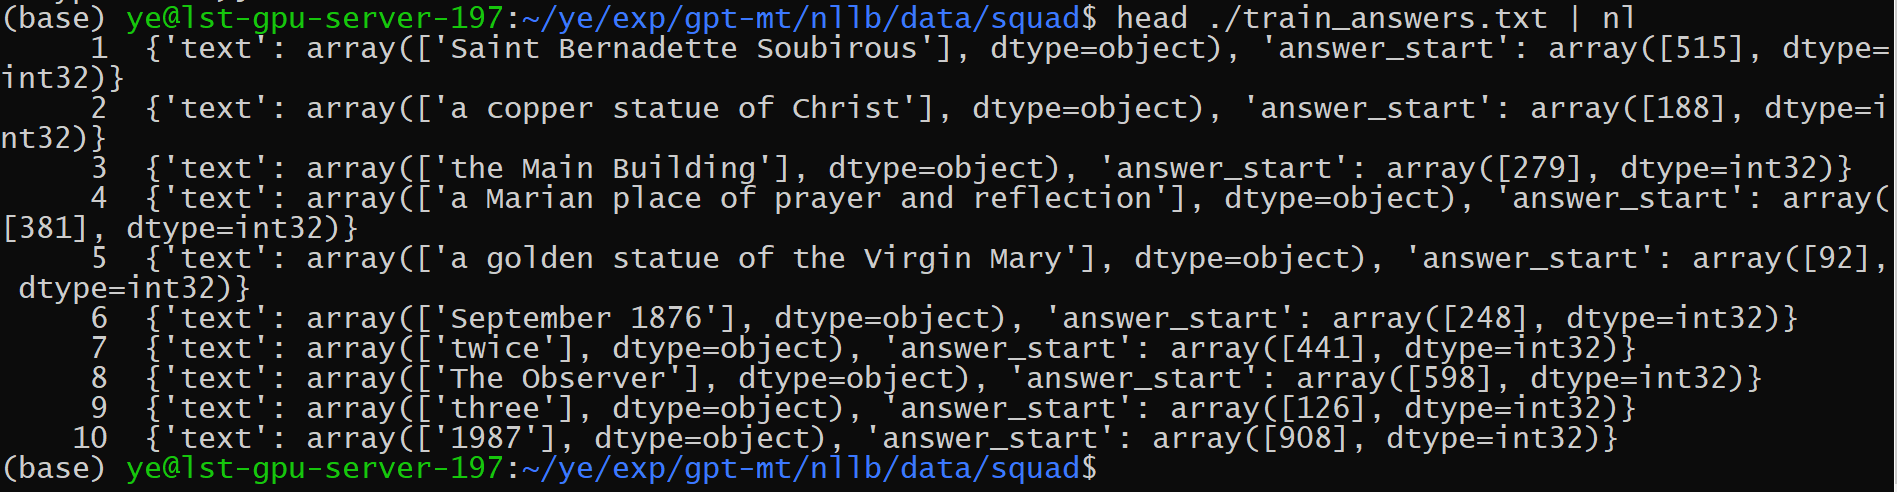 (base) ye@lst-gpu-server-197:~/ye/exp/gpt-mt/nllb/data/squad$ head ./train_answers.txt | nl
     1  {'text': array(['Saint Bernadette Soubirous'], dtype=object), 'answer_start': array([515], dtype=
int32)}
     2  {'text': array(['a copper statue of Christ'], dtype=object), 'answer_start': array([188], dtype=i
nt32)}
     3  {'text': array(['the Main Building'], dtype=object), 'answer_start': array([279], dtype=int32)}
     4  {'text': array(['a Marian place of prayer and reflection'], dtype=object), 'answer_start': array(
[381], dtype=int32)}
     5  {'text': array(['a golden statue of the Virgin Mary'], dtype=object), 'answer_start': array([92],
 dtype=int32)}
     6  {'text': array(['September 1876'], dtype=object), 'answer_start': array([248], dtype=int32)}
     7  {'text': array(['twice'], dtype=object), 'answer_start': array([441], dtype=int32)}
     8  {'text': array(['The Observer'], dtype=object), 'answer_start': array([598], dtype=int32)}
     9  {'text': array(['three'], dtype=object), 'answer_start': array([126], dtype=int32)}
    10  {'text': array(['1987'], dtype=object), 'answer_start': array([908], dtype=int32)}
(base) ye@lst-gpu-server-197:~/ye/exp/gpt-mt/nllb/data/squad$